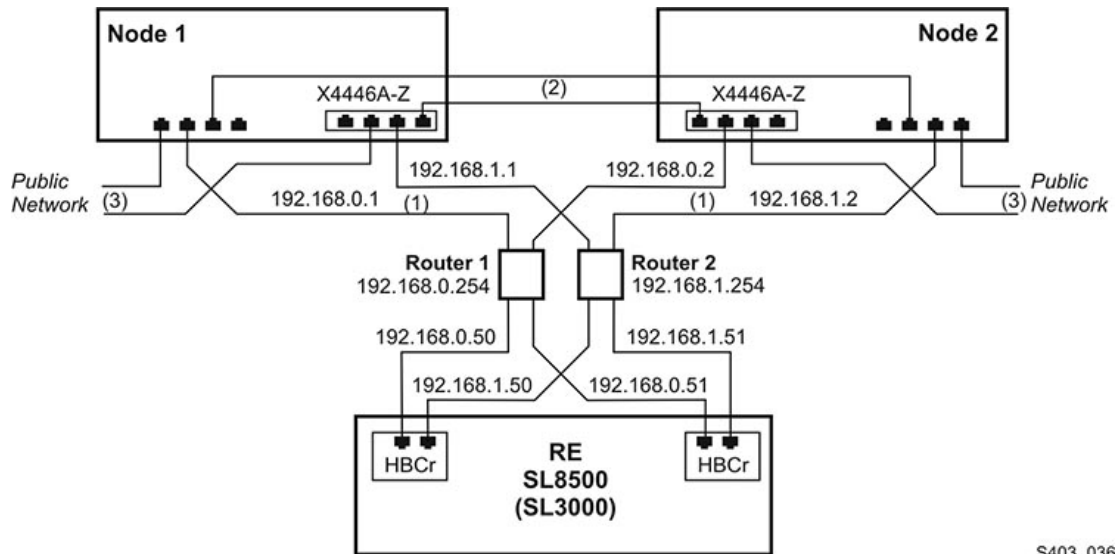 Node 1
Node 2
X4446A-Z
(2)
X4446A-Z
Public
Network
(3)
192.168.0.1
(1)
192.168.1.1
192.168.0.2
(1)
192.168.1.2
(3)
Public
Network
Router 1
192.168.0.254
Router 2
192.168.1.254
192.168.0.50
192.168.1.51
192.168.1.50
192.168.0.51
HBCr
RE
SL8500
(SL3000)
HBCr
S403_036